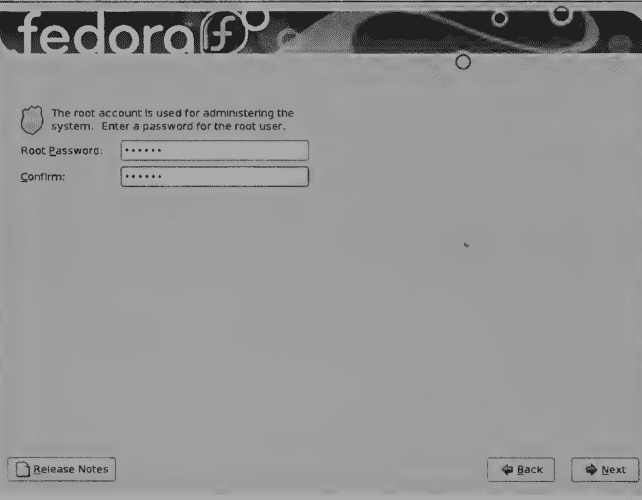 fedora f
The root account is used for administering the
system. Enter a password for the root user.
Root Password: ••••••
Confirm: ••••••
Release Notes
Back
Next